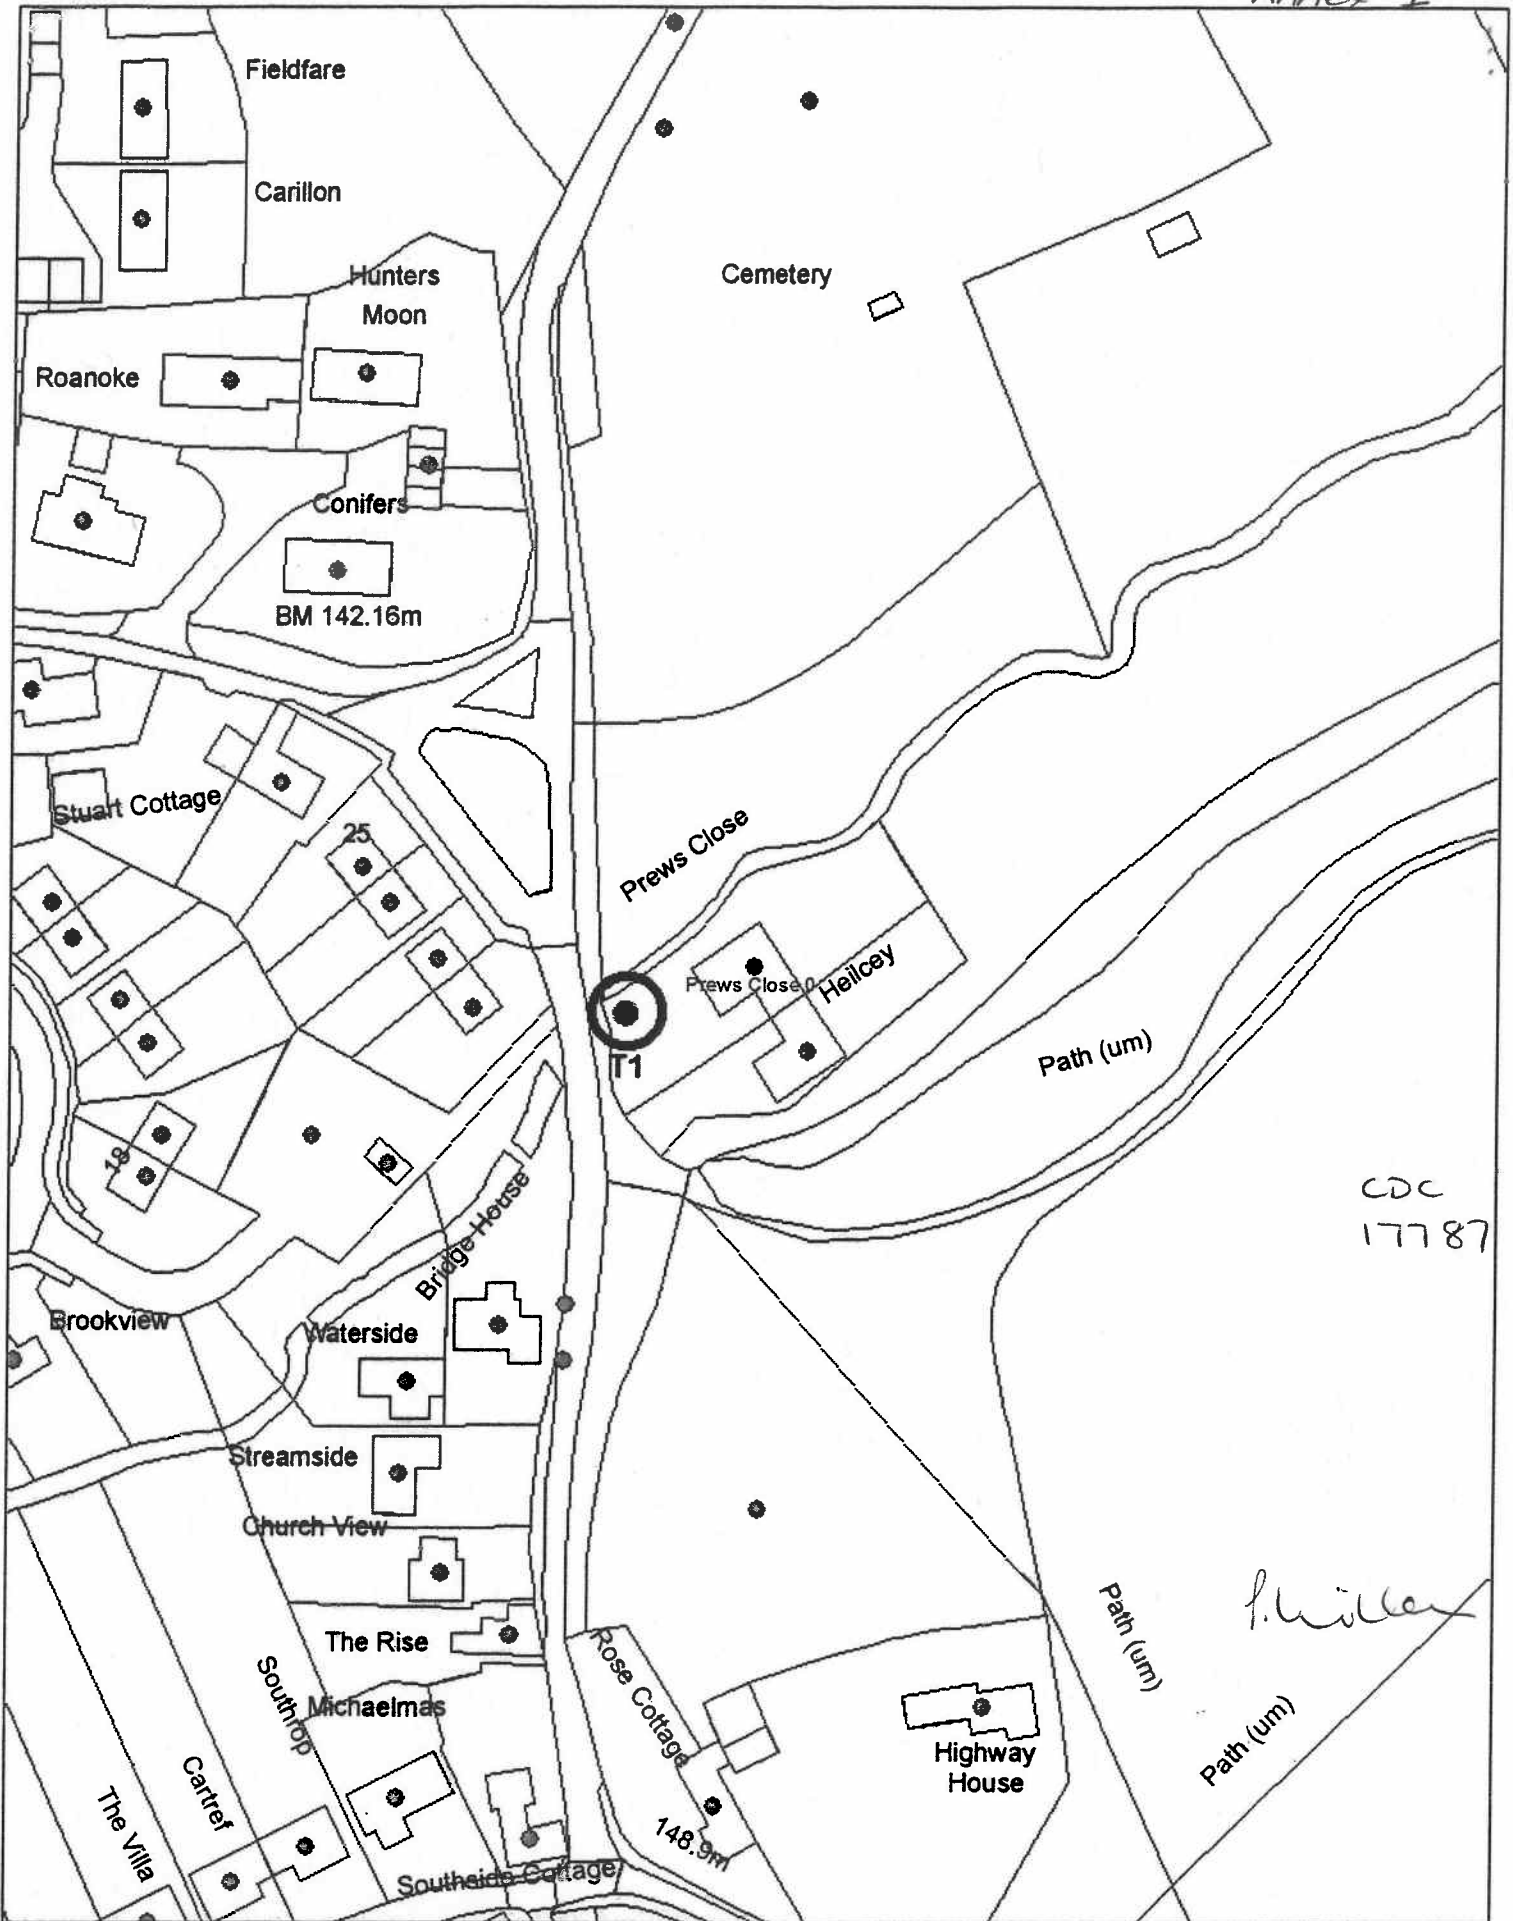 Fieldfare
Carillon
Hunters
Moon
Cemetery
Roanoke
Conifers
BM 142.16m
Stuart Cottage
25
Prews Close
Prews Close 0
Heilcey
T1
Path (um)
18
Bridge House
CDC
17787
Brookview
Waterside
Streamside
Church View
The Rise
Rose Cottage
Path (um)
Southrop
Michaelmas
Highway
House
Path (um)
Cartref
The Villa
148.9m
Southside Cottage